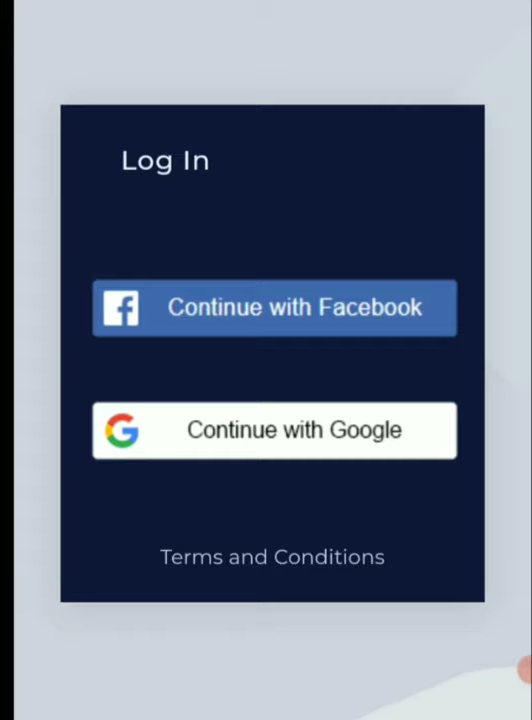 Log In
Continue with Facebook
Continue with Google
Terms and Conditions